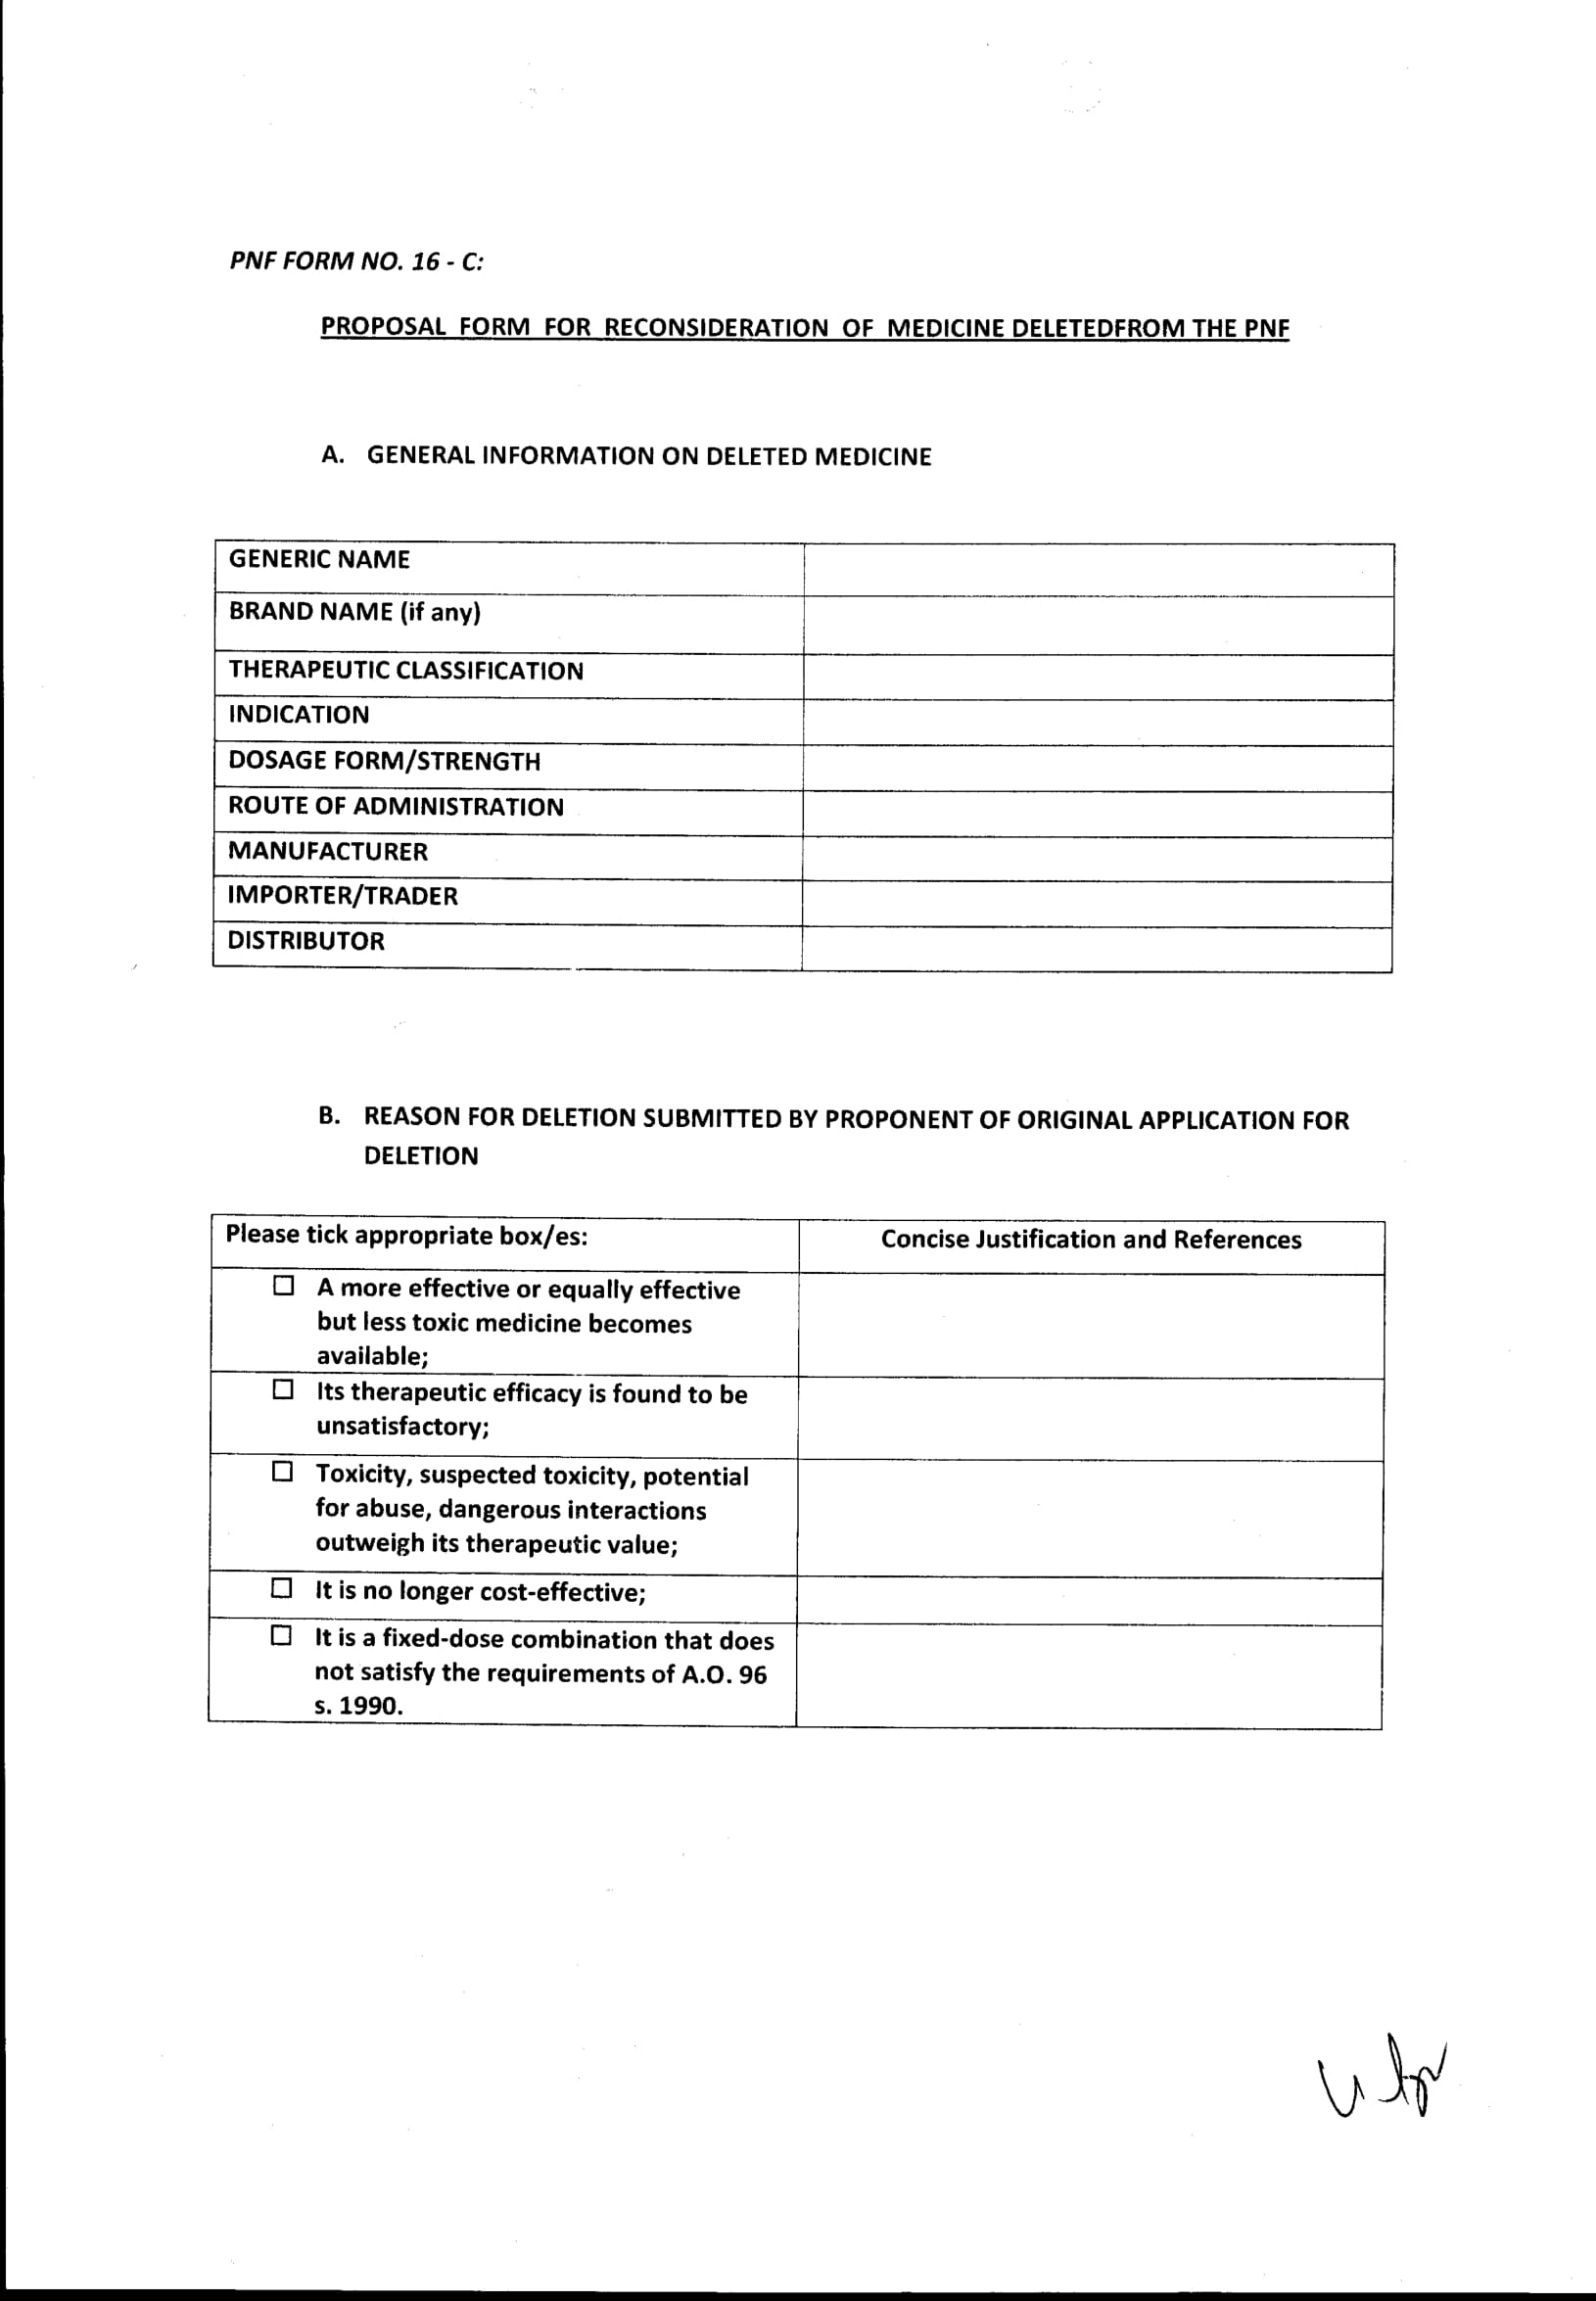 PNF FORM NO. 16 - C:
PROPOSAL FORM FOR RECONSIDERATION OF MEDICINE DELETEDFROM THE PNF
A. GENERAL INFORMATION ON DELETED MEDICINE
GENERIC NAME
BRAND NAME (if any)
THERAPEUTIC CLASSIFICATION
INDICATION
DOSAGE FORM/STRENGTH
ROUTE OF ADMINISTRATION
MANUFACTURER
IMPORTER/TRADER
DISTRIBUTOR
B. REASON FOR DELETION SUBMITTED BY PROPONENT OF ORIGINAL APPLICATION FOR
DELETION
Please tick appropriate box/es:
Concise Justification and References
☐ A more effective or equally effective
but less toxic medicine becomes
available;
☐ Its therapeutic efficacy is found to be
unsatisfactory;
☐ Toxicity, suspected toxicity, potential
for abuse, dangerous interactions
outweigh its therapeutic value;
☐ It is no longer cost-effective;
☐ It is a fixed-dose combination that does
not satisfy the requirements of A.O. 96
s. 1990.